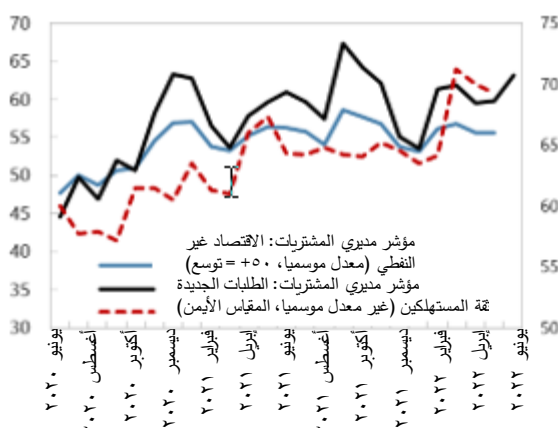 70
65
60
55
50
45
40
35
30
75
70
65
60
55
50
مؤشر مديري المشتريات: الاقتصاد غير
النفطي (معدل موسميا، ٥٠+ = توسع)
مؤشر مديري المشتريات: الطلبات الجديدة
ثقة المستهلكين (غير معدل موسميا، المقياس الأيمن)
يونيو ٢٠٢٠
أغسطس ٢٠٢٠
أكتوبر ٢٠٢٠
ديسمبر ٢٠٢٠
فبراير ٢٠٢١
إبريل ٢٠٢١
يونيو ٢٠٢١
أغسطس ٢٠٢١
أكتوبر ٢٠٢١
ديسمبر ٢٠٢١
فبراير ٢٠٢٢
إبريل ٢٠٢٢
يونيو ٢٠٢٢